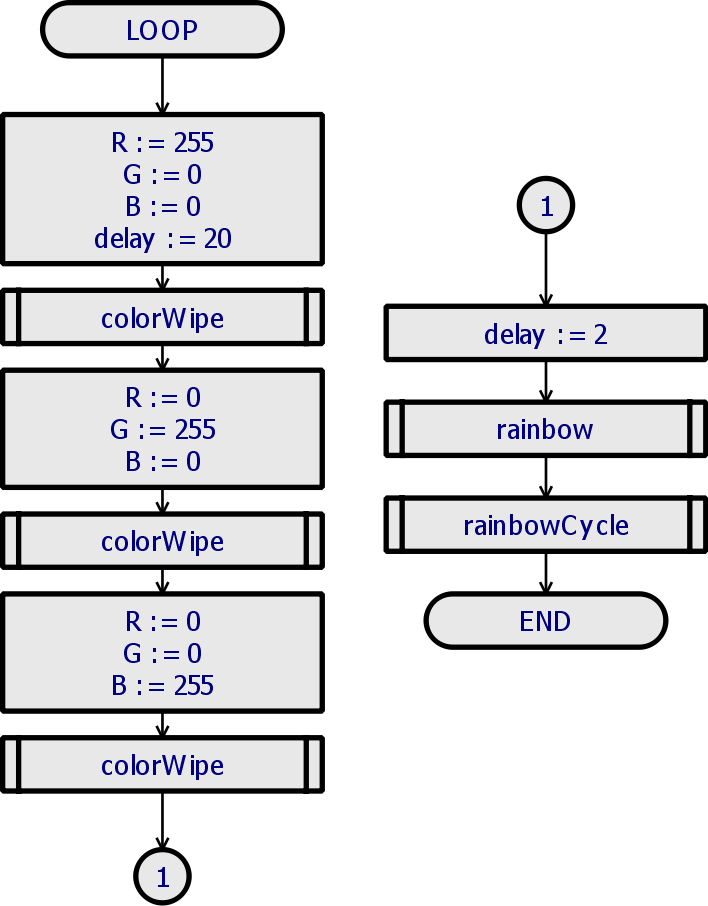 LOOP
R := 255
G := 0
B := 0
delay := 20
colorWipe
R := 0
G := 255
B := 0
colorWipe
R := 0
G := 0
B := 255
colorWipe
1
1
delay := 2
rainbow
rainbowCycle
END